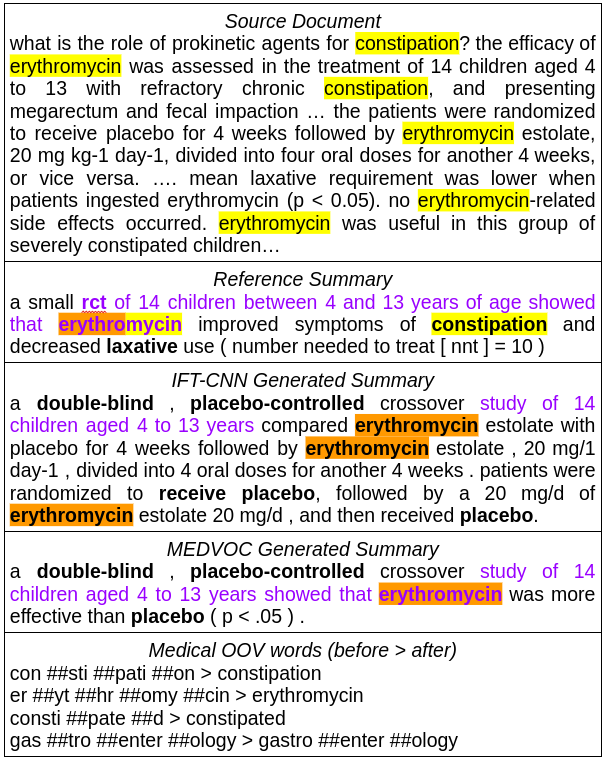 Source Document
what is the role of prokinetic agents for constipation? the efficacy of
erythromycin was assessed in the treatment of 14 children aged 4
to 13 with refractory chronic constipation, and presenting
megarectum and fecal impaction … the patients were randomized
to receive placebo for 4 weeks followed by erythromycin estolate,
20 mg kg-1 day-1, divided into four oral doses for another 4 weeks,
or vice versa. …. mean laxative requirement was lower when
patients ingested erythromycin (p < 0.05). no erythromycin-related
side effects occurred. erythromycin was useful in this group of
severely constipated children…
Reference Summary
a small rct of 14 children between 4 and 13 years of age showed
that erythromycin improved symptoms of constipation and
decreased laxative use ( number needed to treat [ nnt ] = 10 )
IFT-CNN Generated Summary
a double-blind , placebo-controlled crossover study of 14
children aged 4 to 13 years compared erythromycin estolate with
placebo for 4 weeks followed by erythromycin estolate , 20 mg/1
day-1 , divided into 4 oral doses for another 4 weeks . patients were
randomized to receive placebo, followed by a 20 mg/d of
erythromycin estolate 20 mg/d , and then received placebo.
MEDVOC Generated Summary
a double-blind , placebo-controlled crossover study of 14
children aged 4 to 13 years showed that erythromycin was more
effective than placebo ( p < .05 ) .
Medical OOV words (before > after)
con ##sti ##pati ##on > constipation
er ##yt ##hr ##omy ##cin > erythromycin
consti ##pate ##d > constipated
gas ##tro ##enter ##ology > gastro ##enter ##ology